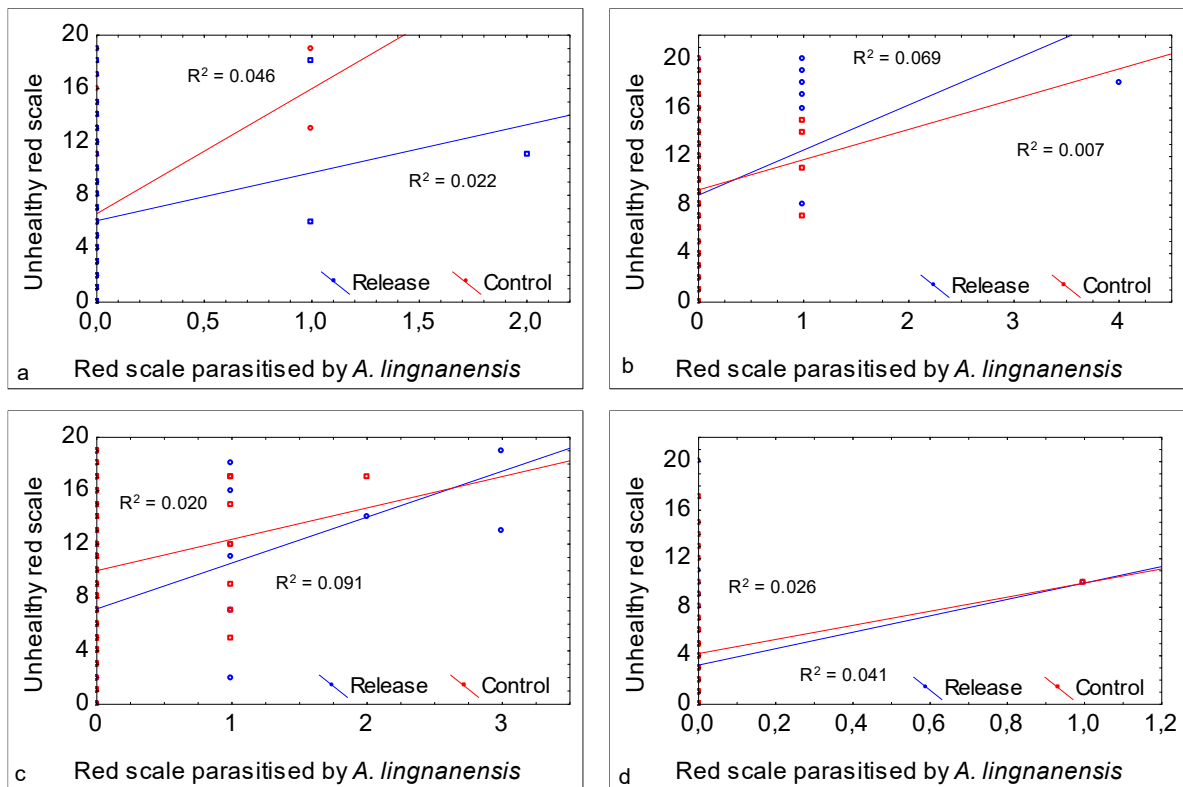 Unhealthy red scale
20
16
12
8
4
0
R² = 0.046
R² = 0.022
Release Control
0,0 0,5 1,0 1,5 2,0
a Red scale parasitised by A. lingnanensis
Unhealthy red scale
20
16
12
8
4
0
R² = 0.069
R² = 0.007
Release Control
0 1 2 3 4
b Red scale parasitised by A. lingnanensis
Unhealthy red scale
20
16
12
8
4
0
R² = 0.020
R² = 0.091
Release Control
0 1 2 3
c Red scale parasitised by A. lingnanensis
Unhealthy red scale
20
16
12
8
4
0
R² = 0.026
R² = 0.041
Release Control
0,0 0,2 0,4 0,6 0,8 1,0 1,2
Red scale parasitised by A. lingnanensis d